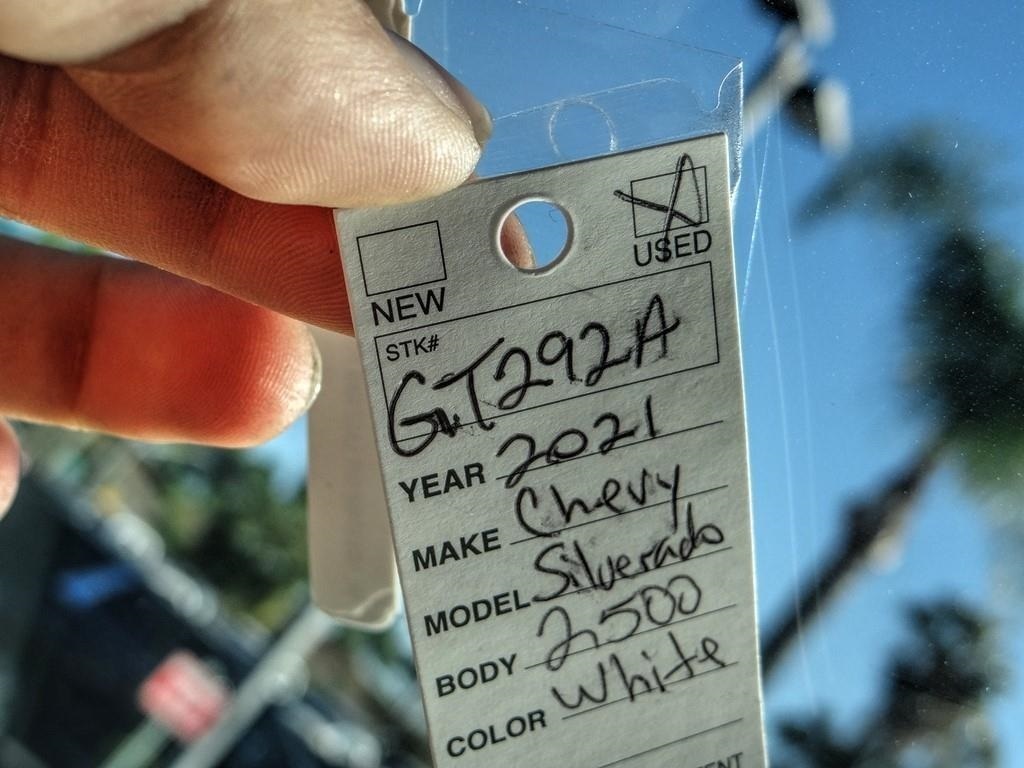 NEW USED
STK# GT292A
YEAR 2021
MAKE Chevy
MODEL Silverado
BODY 2500
COLOR White